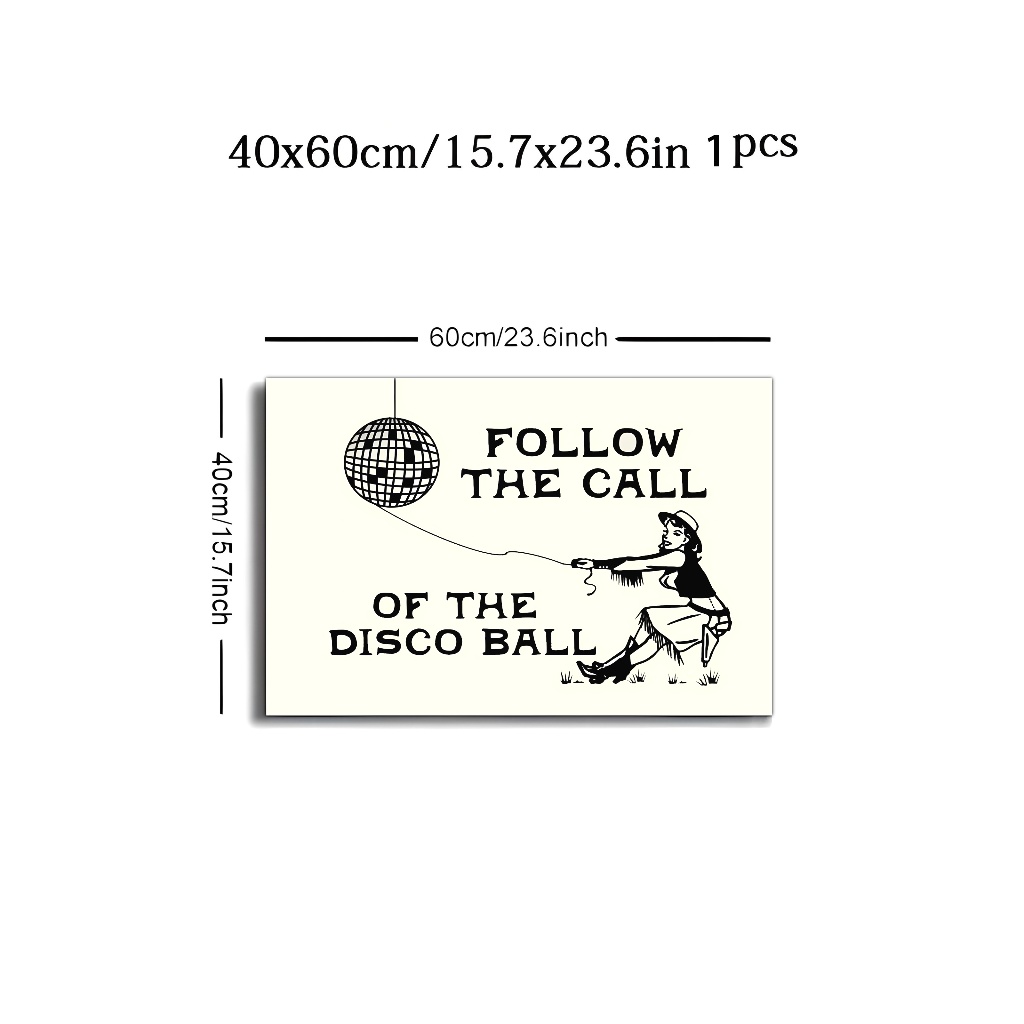 40x60cm/15.7x23.6in 1pcs
60cm/23.6inch
40cm/15.7inch
FOLLOW
THE CALL
OF THE
DISCO BALL